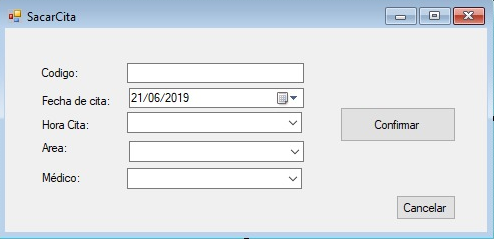 SacarCita
Codigo:
Fecha de cita: 21/06/2019
Hora Cita:
Confirmar
Area:
Médico:
Cancelar